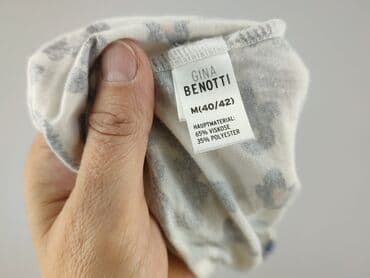 GINA
BENOTTI
M(40/42)
HAUPTMATERIAL:
65% VISKOSE
35% POLYESTER